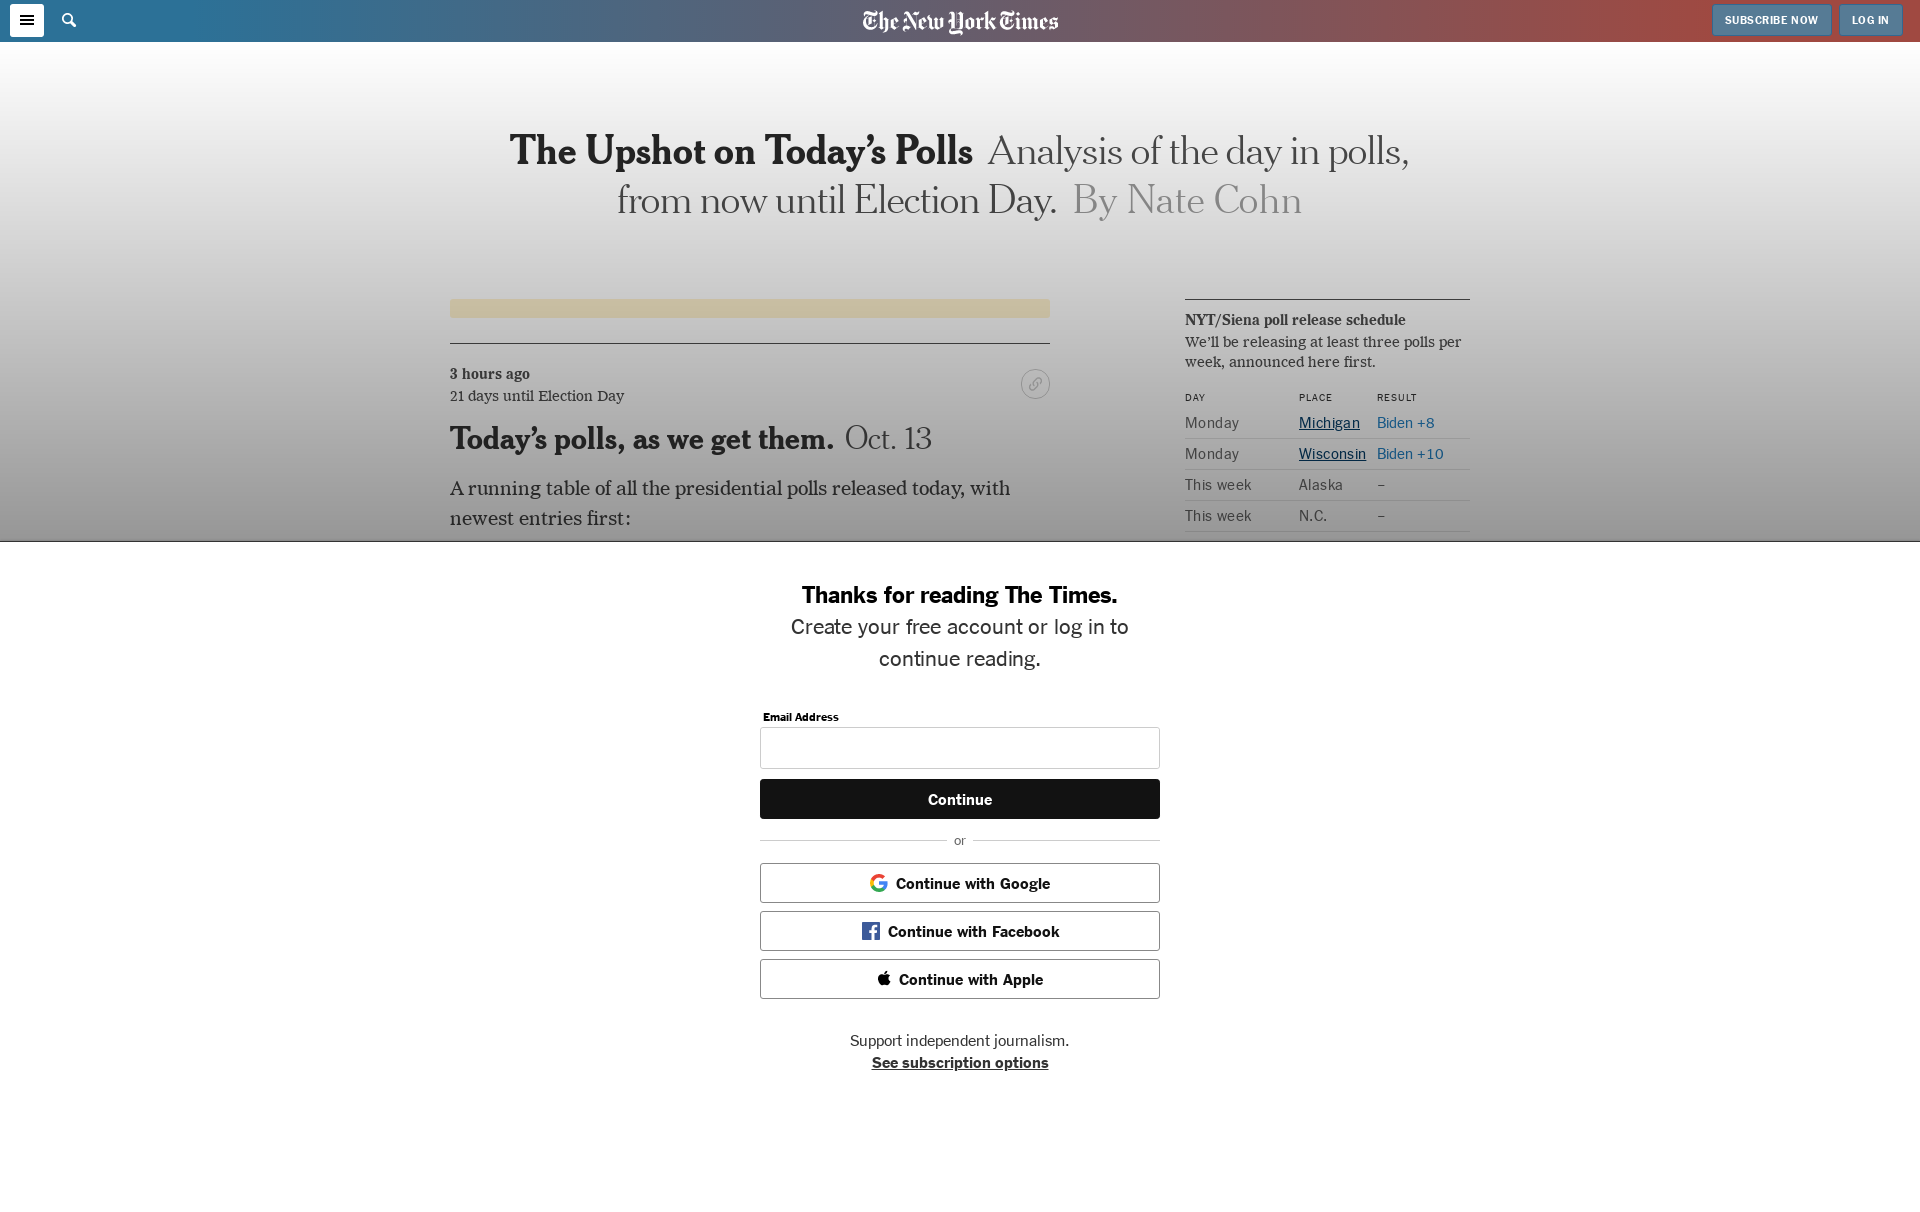 The New York Times
SUBSCRIBE NOW
LOG IN
The Upshot on Today’s Polls Analysis of the day in polls,
from now until Election Day. By Nate Cohn
3 hours ago
21 days until Election Day
Today’s polls, as we get them. Oct. 13
A running table of all the presidential polls released today, with
newest entries first:
NYT/Siena poll release schedule
We’ll be releasing at least three polls per
week, announced here first.
DAY PLACE RESULT
Monday Michigan Biden +8
Monday Wisconsin Biden +10
This week Alaska –
This week N.C. –
Thanks for reading The Times.
Create your free account or log in to
continue reading.
Email Address
Continue
or
Continue with Google
Continue with Facebook
Continue with Apple
Support independent journalism.
See subscription options